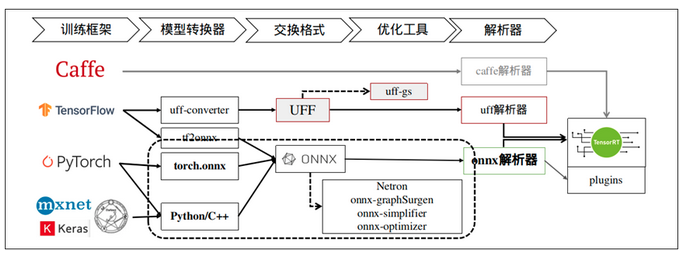 训练框架
模型转换器
交换格式
优化工具
解析器
Caffe
caffe解析器
uff-gs
TensorFlow
uff-converter
UFF
uff解析器
tf2onnx
TensorRT
PyTorch
torch.onnx
ONNX
onnx解析器
plugins
mxnet
Keras
Python/C++
Netron
onnx-graphSurgen
onnx-simplifier
onnx-optimizer